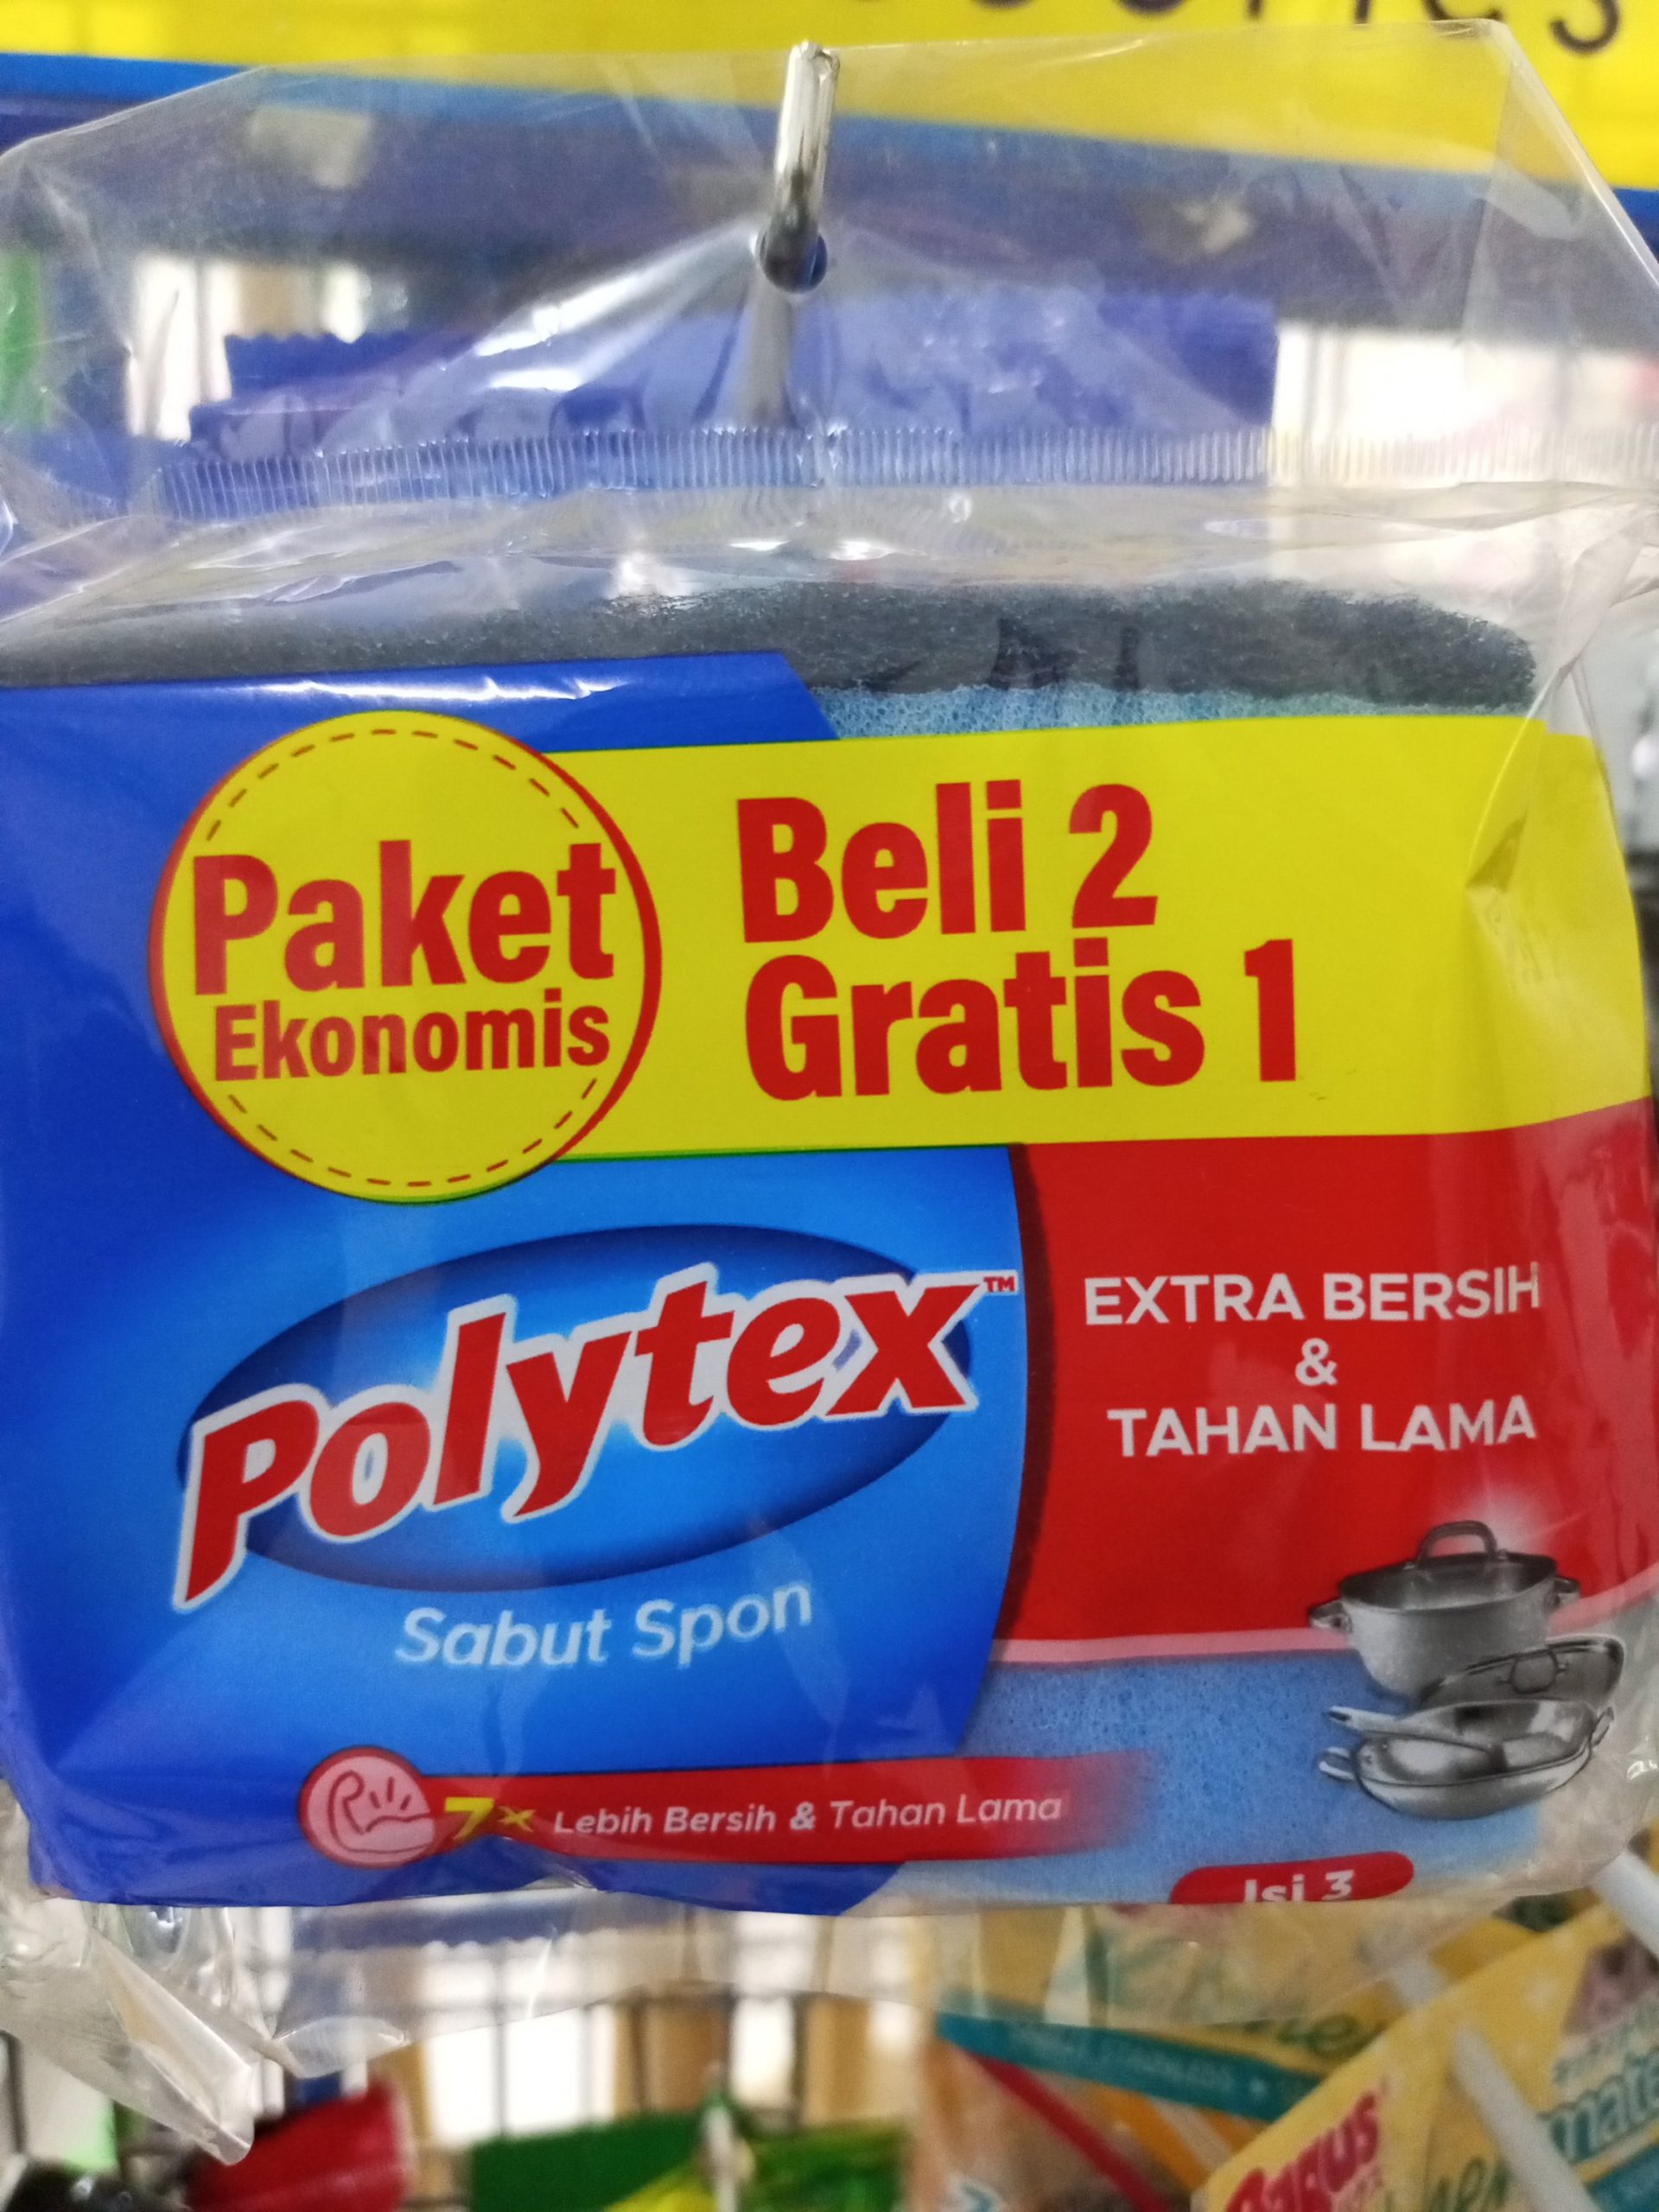 Paket
Ekonomis
Beli 2
Gratis 1
Polytex™
Sabut Spon
EXTRA BERSIH
&
TAHAN LAMA
7x Lebih Bersih & Tahan Lama
Isi 3
Bagus